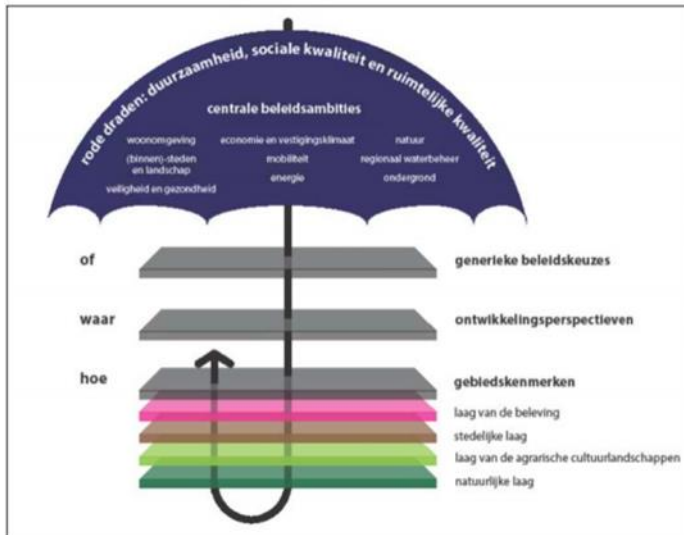 rode draden: duurzaamheid, sociale kwaliteit en ruimtelijke kwaliteit
centrale beleidsambities
woonomgeving
(binnen)-steden
en landschap
veiligheid en gezondheid
economie en vestigingsklimaat
mobiliteit
energie
natuur
regionaal waterbeheer
ondergrond
of
generieke beleidskeuzes
waar
ontwikkelingsperspectieven
hoe
gebiedskenmerken
laag van de beleving
stedelijke laag
laag van de agrarische cultuurlandschappen
natuurlijke laag